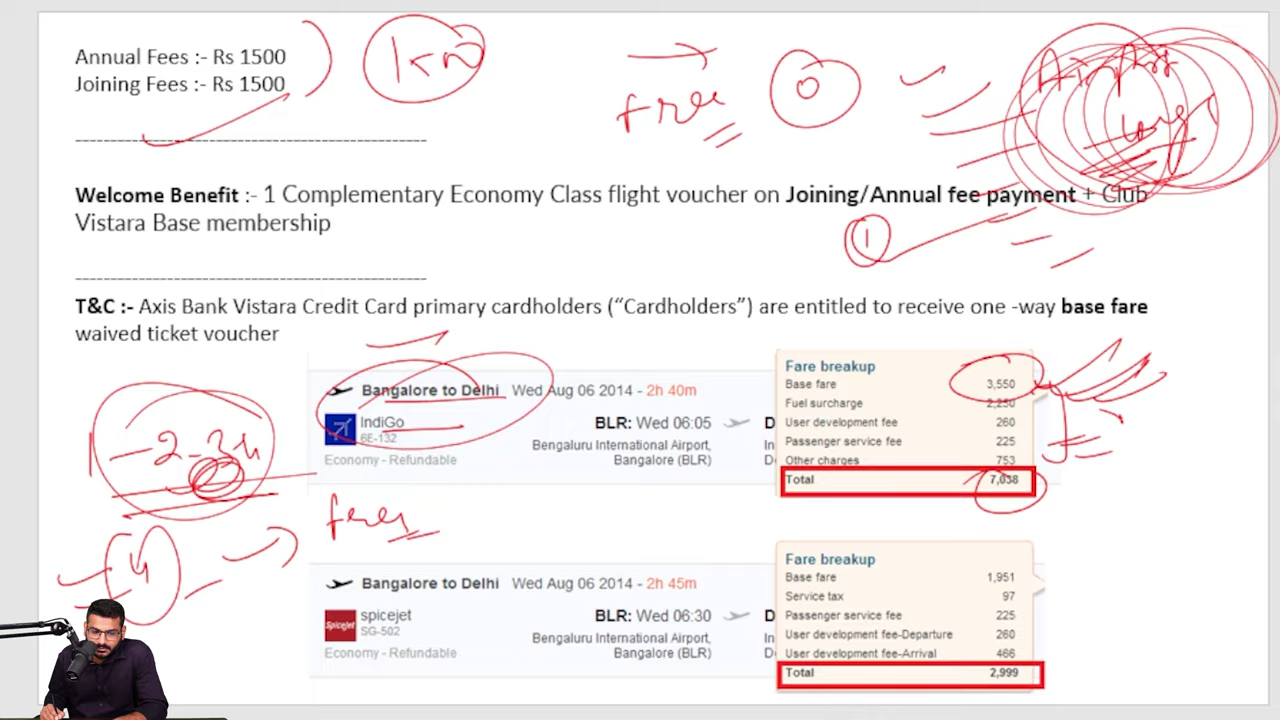 Annual Fees :- Rs 1500
Joining Fees :- Rs 1500
free
0
-------------------------------------------------
Welcome Benefit :- 1 Complementary Economy Class flight voucher on Joining/Annual fee payment + Club
Vistara Base membership
1
-------------------------------------------------
T&C :- Axis Bank Vistara Credit Card primary cardholders (“Cardholders”) are entitled to receive one -way base fare
waived ticket voucher
Bangalore to Delhi Wed Aug 06 2014 - 2h 40m
IndiGo BLR: Wed 06:05 D
6E-132
Bengaluru International Airport,
Economy - Refundable Bangalore (BLR)
Fare breakup
Base fare 3,550
Fuel surcharge 2,250
User development fee 260
Passenger service fee 225
Other charges 753
Total 7,038
4
Bangalore to Delhi Wed Aug 06 2014 - 2h 45m
spicejet BLR: Wed 06:30 D
SG-502
Bengaluru International Airport,
Economy - Refundable Bangalore (BLR)
Fare breakup
Base fare 1,951
Service tax 97
Passenger service fee 225
User development fee-Departure 260
User development fee-Arrival 466
Total 2,999